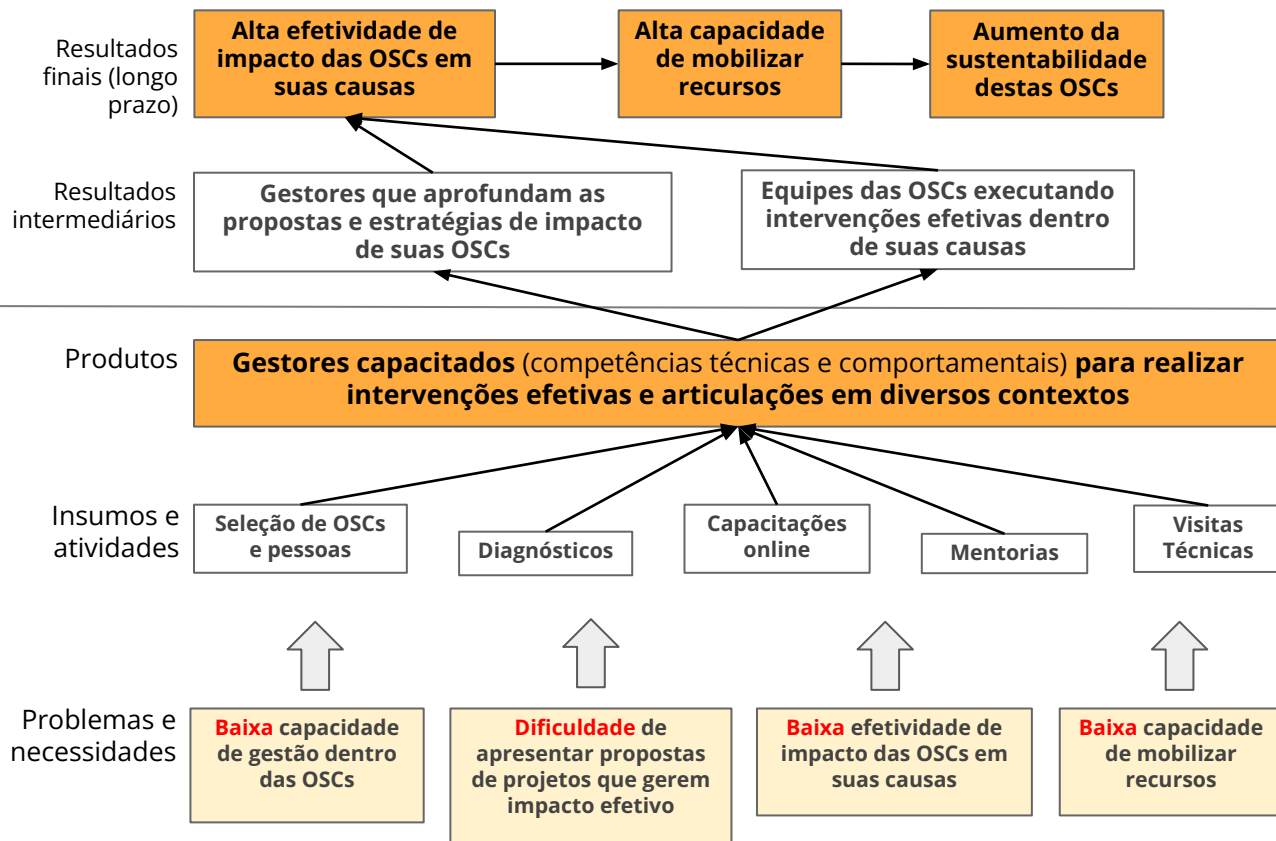 Resultados
finais (longo
prazo)
Alta efetividade de
impacto das OSCs em
suas causas
Alta capacidade
de mobilizar
recursos
Aumento da
sustentabilidade
destas OSCs
Resultados
intermediários
Gestores que aprofundam as
propostas e estratégias de impacto
de suas OSCs
Equipes das OSCs executando
intervenções efetivas dentro
de suas causas
Produtos
Gestores capacitados (competências técnicas e comportamentais) para realizar
intervenções efetivas e articulações em diversos contextos
Insumos e
atividades
Seleção de OSCs
e pessoas
Diagnósticos
Capacitações
online
Mentorias
Visitas
Técnicas
Problemas e
necessidades
Baixa capacidade
de gestão dentro
das OSCs
Dificuldade de
apresentar propostas
de projetos que gerem
impacto efetivo
Baixa efetividade de
impacto das OSCs em
suas causas
Baixa capacidade
de mobilizar
recursos